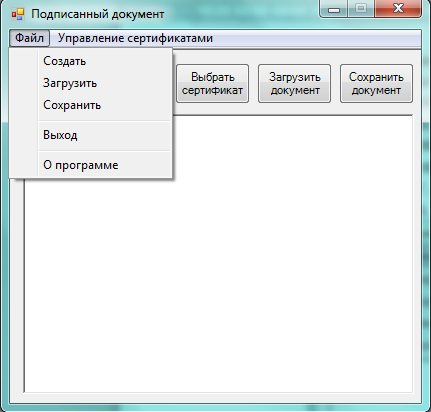 Подписанный документ
Файл Управление сертификатами
Создать
Загрузить
Сохранить
Выход
О программе
Выбрать
сертификат
Загрузить
документ
Сохранить
документ